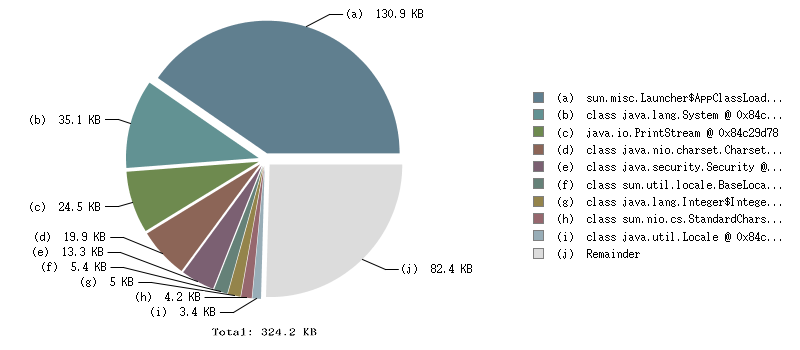 (a) 130.9 KB
(b) 35.1 KB
(c) 24.5 KB
(d) 19.9 KB
(e) 13.3 KB
(f) 5.4 KB
(g) 5 KB
(h) 4.2 KB
(i) 3.4 KB
(j) 82.4 KB
Total: 324.2 KB
(a) sun.misc.Launcher$AppClassLoad...
(b) class java.lang.System @ 0x84c...
(c) java.io.PrintStream @ 0x84c29d78
(d) class java.nio.charset.Charset...
(e) class java.security.Security @...
(f) class sun.util.locale.BaseLoca...
(g) class java.lang.Integer$Intege...
(h) class sun.nio.cs.StandardChars...
(i) class java.util.Locale @ 0x84c...
(j) Remainder